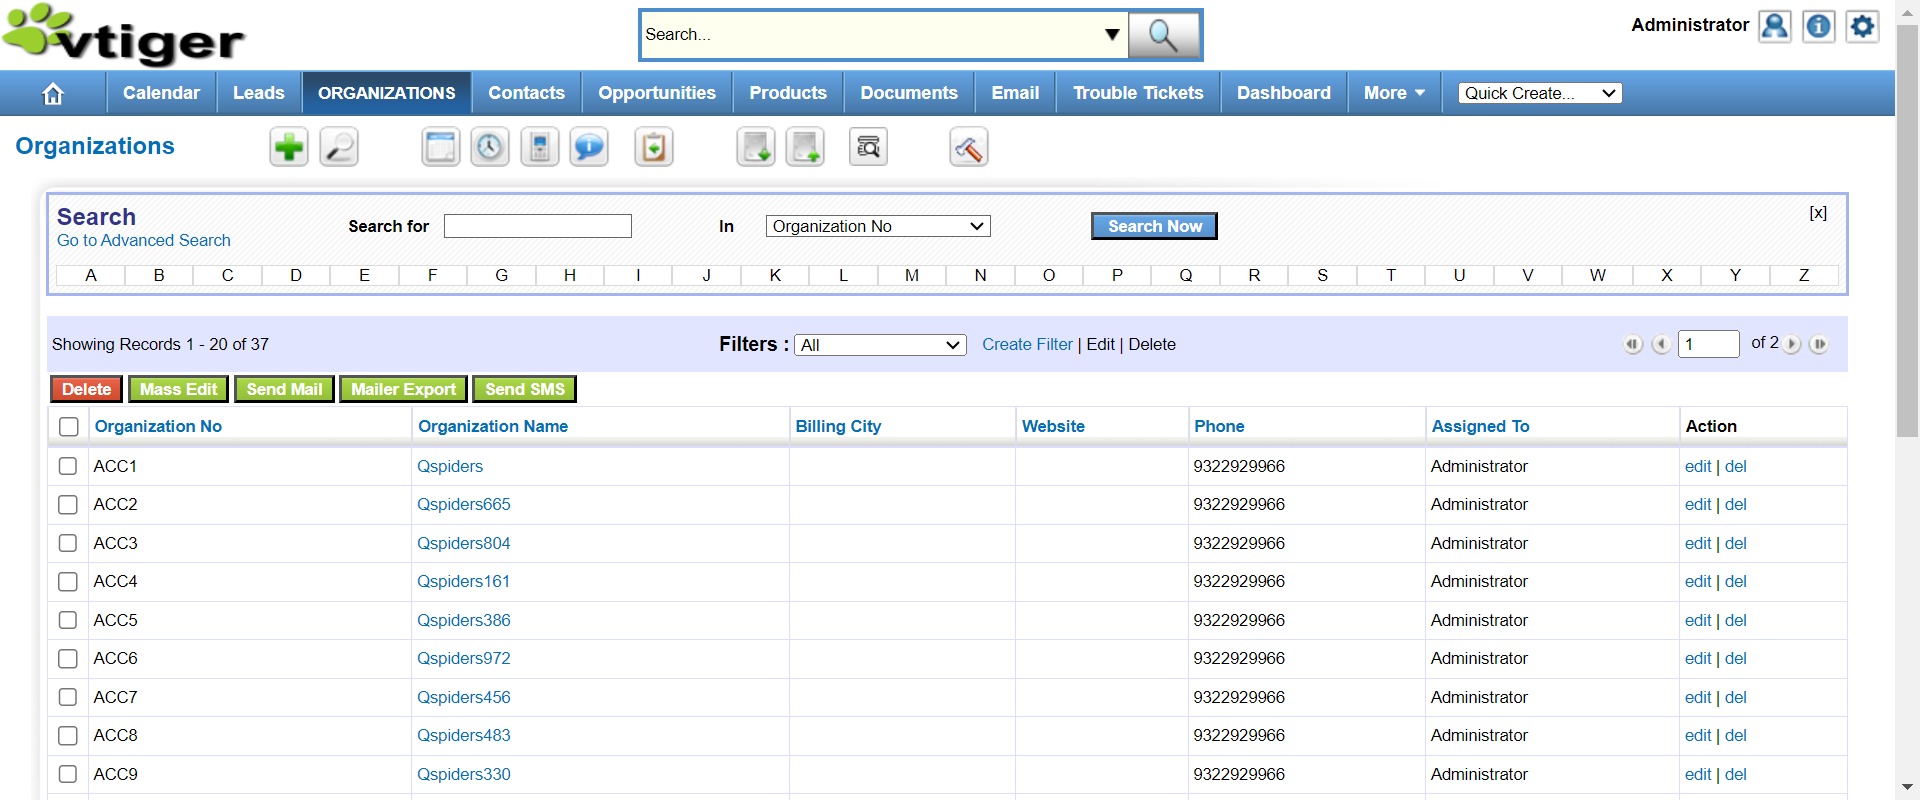 vtiger
Search...
Administrator
Calendar Leads ORGANIZATIONS Contacts Opportunities Products Documents Email Trouble Tickets Dashboard More Quick Create...
Organizations
Search
Go to Advanced Search
Search for In Organization No Search Now [x]
A B C D E F G H I J K L M N O P Q R S T U V W X Y Z
Showing Records 1 - 20 of 37 Filters : All Create Filter | Edit | Delete 1 of 2
Delete Mass Edit Send Mail Mailer Export Send SMS
Organization No Organization Name Billing City Website Phone Assigned To Action
ACC1 Qspiders 9322929966 Administrator edit | del
ACC2 Qspiders665 9322929966 Administrator edit | del
ACC3 Qspiders804 9322929966 Administrator edit | del
ACC4 Qspiders161 9322929966 Administrator edit | del
ACC5 Qspiders386 9322929966 Administrator edit | del
ACC6 Qspiders972 9322929966 Administrator edit | del
ACC7 Qspiders456 9322929966 Administrator edit | del
ACC8 Qspiders483 9322929966 Administrator edit | del
ACC9 Qspiders330 9322929966 Administrator edit | del